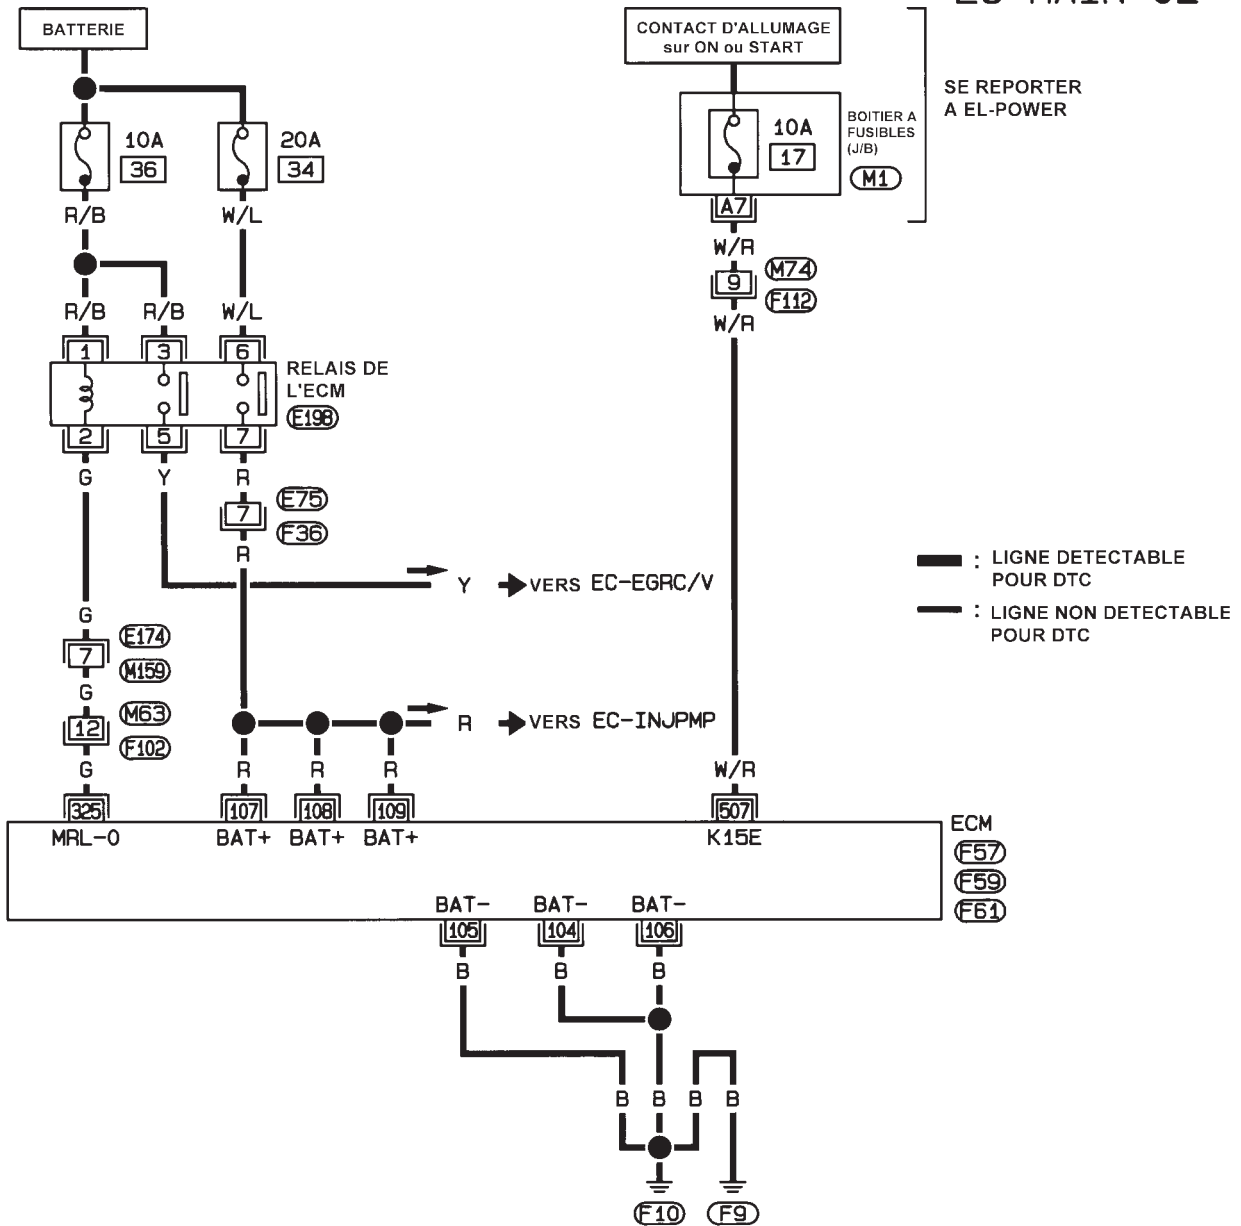 BATTERIE
CONTACT D'ALLUMAGE
sur ON ou START
SE REPORTER
A EL-POWER
10A
36
20A
34
10A
17
BOITIER A
FUSIBLES
(J/B)
M1
A7
R/B
W/L
W/R
9
M74
F112
W/R
R/B
R/B
W/L
1
3
6
RELAIS DE
L'ECM
E198
2
5
7
G
Y
R
7
E75
F36
R
Y
VERS EC-EGRC/V
: LIGNE DETECTABLE
POUR DTC
: LIGNE NON DETECTABLE
POUR DTC
G
7
E174
M159
G
12
M63
F102
G
R
VERS EC-INJPMP
R
R
R
W/R
325
107
108
109
507
MRL-O
BAT+
BAT+
BAT+
K15E
ECM
F57
F59
F61
BAT-
BAT-
BAT-
105
104
106
B
B
B
B
B
B
B
F10
F9